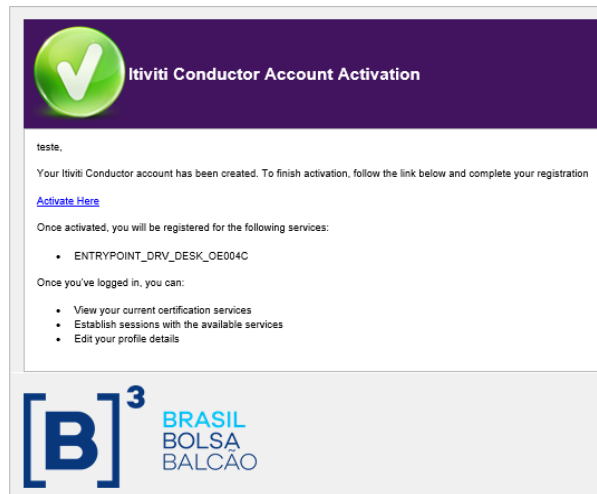 Itiviti Conductor Account Activation
teste,
Your Itiviti Conductor account has been created. To finish activation, follow the link below and complete your registration
Activate Here
Once activated, you will be registered for the following services:
• ENTRYPOINT_DRV_DESK_OE004C
Once you've logged in, you can:
• View your current certification services
• Establish sessions with the available services
• Edit your profile details
[B]³
BRASIL
BOLSA
BALCÃO